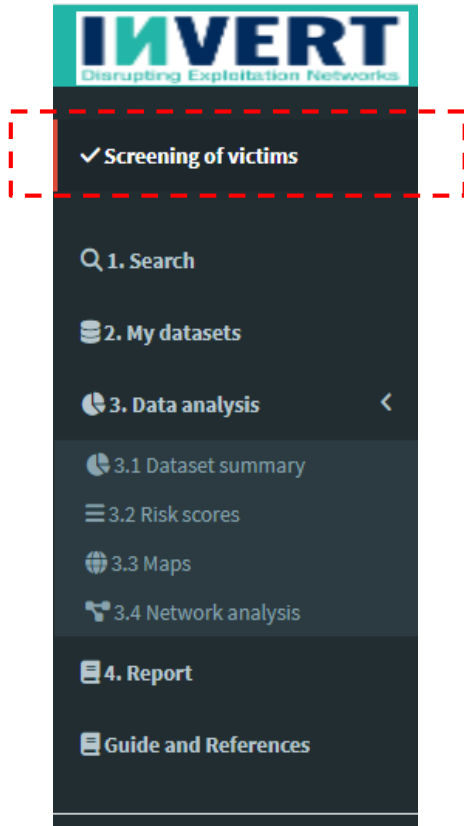 INVERT
Disrupting Exploitation Networks
Screening of victims
1. Search
2. My datasets
3. Data analysis
3.1 Dataset summary
3.2 Risk scores
3.3 Maps
3.4 Network analysis
4. Report
Guide and References